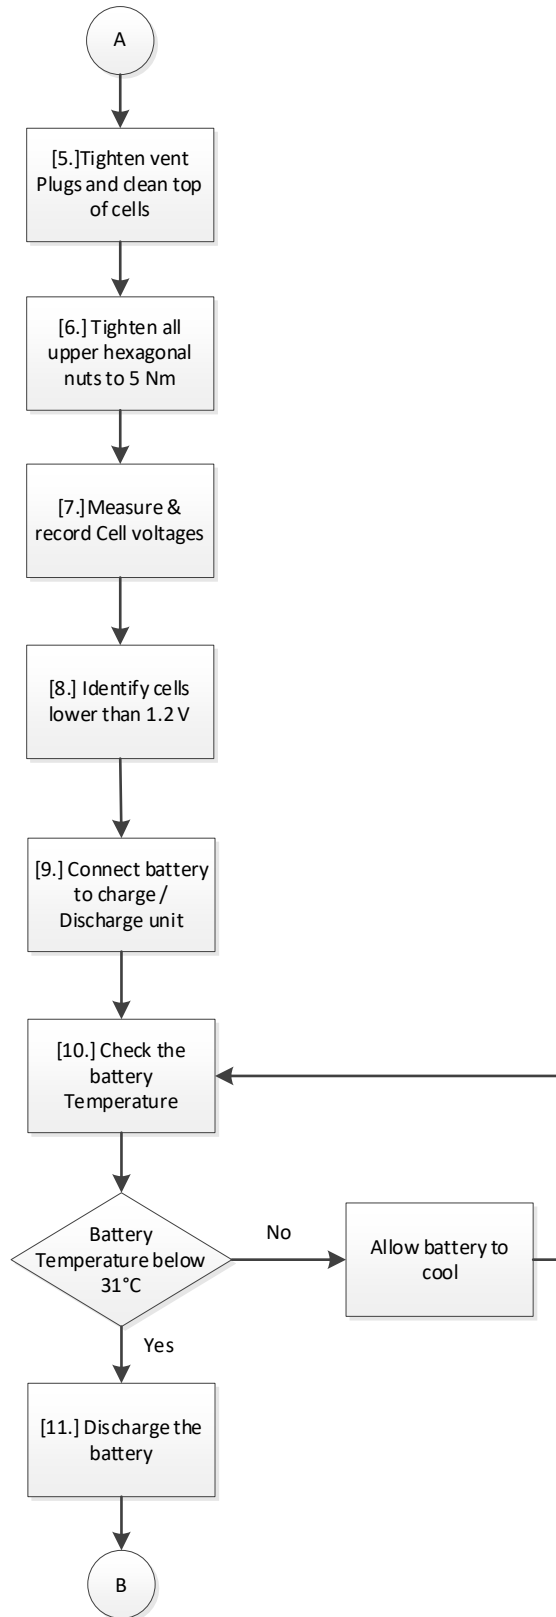 A
[5.]Tighten vent
Plugs and clean top
of cells
[6.] Tighten all
upper hexagonal
nuts to 5 Nm
[7.]Measure &
record Cell voltages
[8.] Identify cells
lower than 1.2 V
[9.] Connect battery
to charge /
Discharge unit
[10.] Check the
battery
Temperature
Battery
Temperature below
31°C
No
Allow battery to
cool
Yes
[11.] Discharge the
battery
B